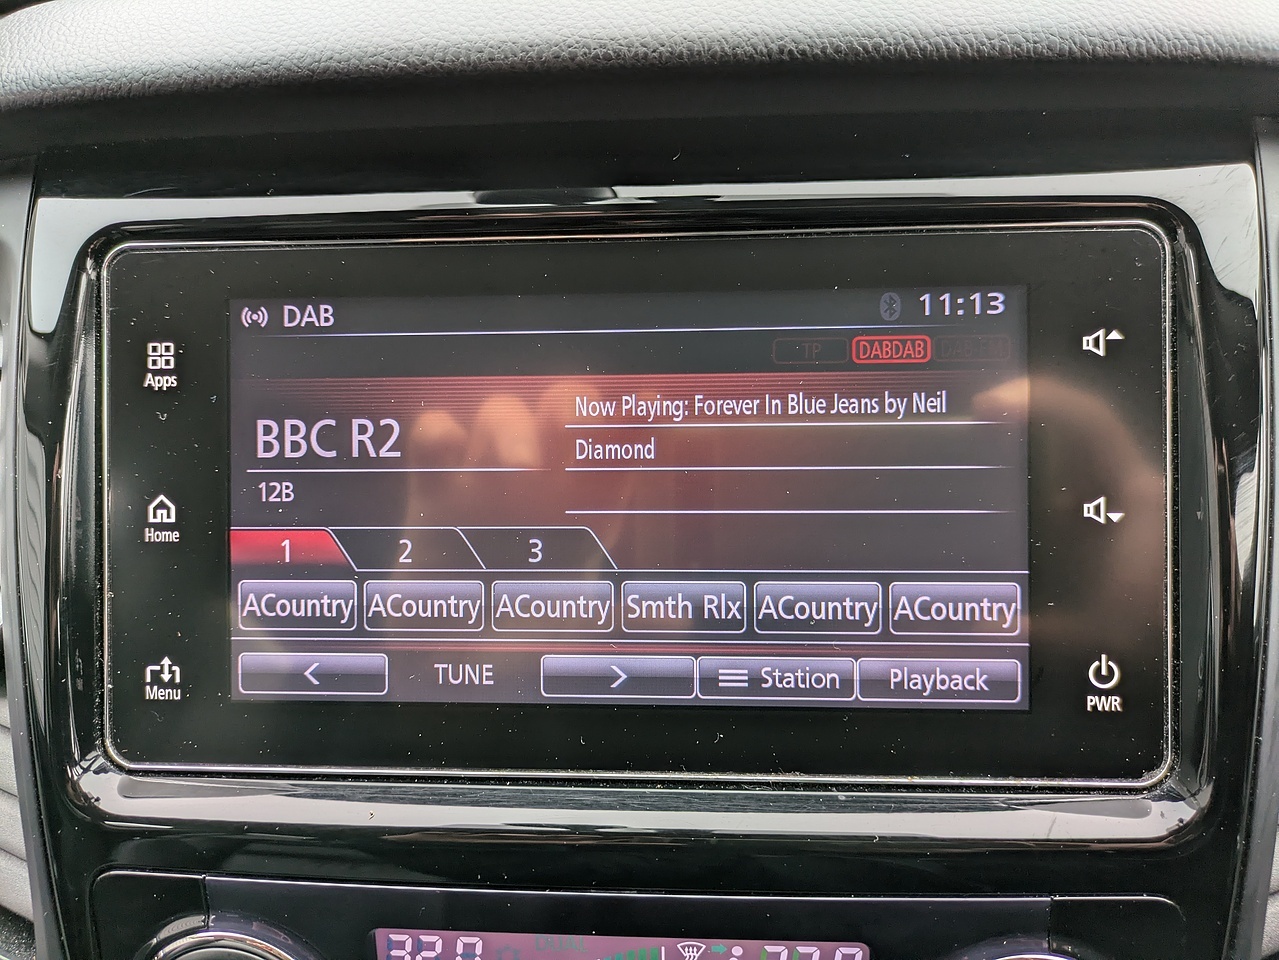 DAB
11:13
TP
DABDAB
BBC R2
12B
Now Playing: Forever In Blue Jeans by Neil
Diamond
1 2 3
ACountry ACountry ACountry Smth Rlx ACountry ACountry
< TUNE > Station Playback
Apps
Home
Menu
PWR